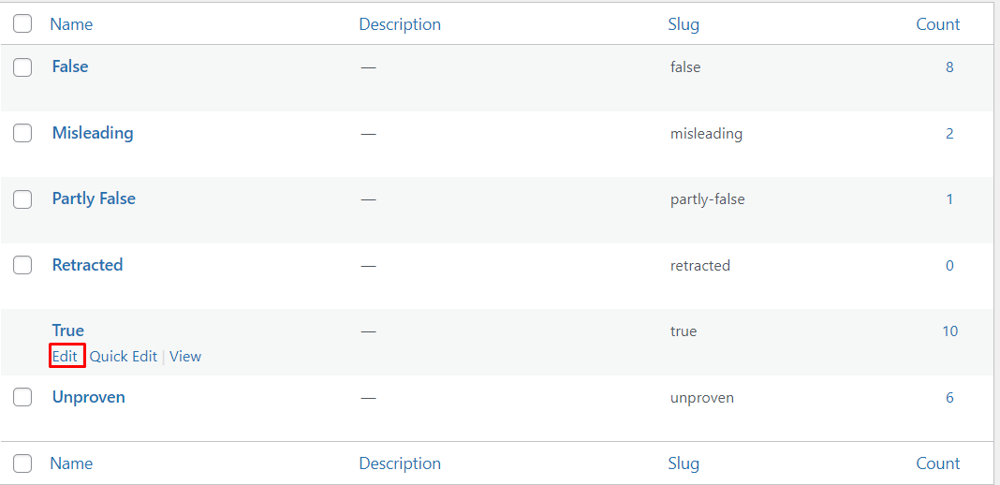 Name Description Slug Count
False — false 8
Misleading — misleading 2
Partly False — partly-false 1
Retracted — retracted 0
True — true 10
Edit | Quick Edit | View
Unproven — unproven 6
Name Description Slug Count